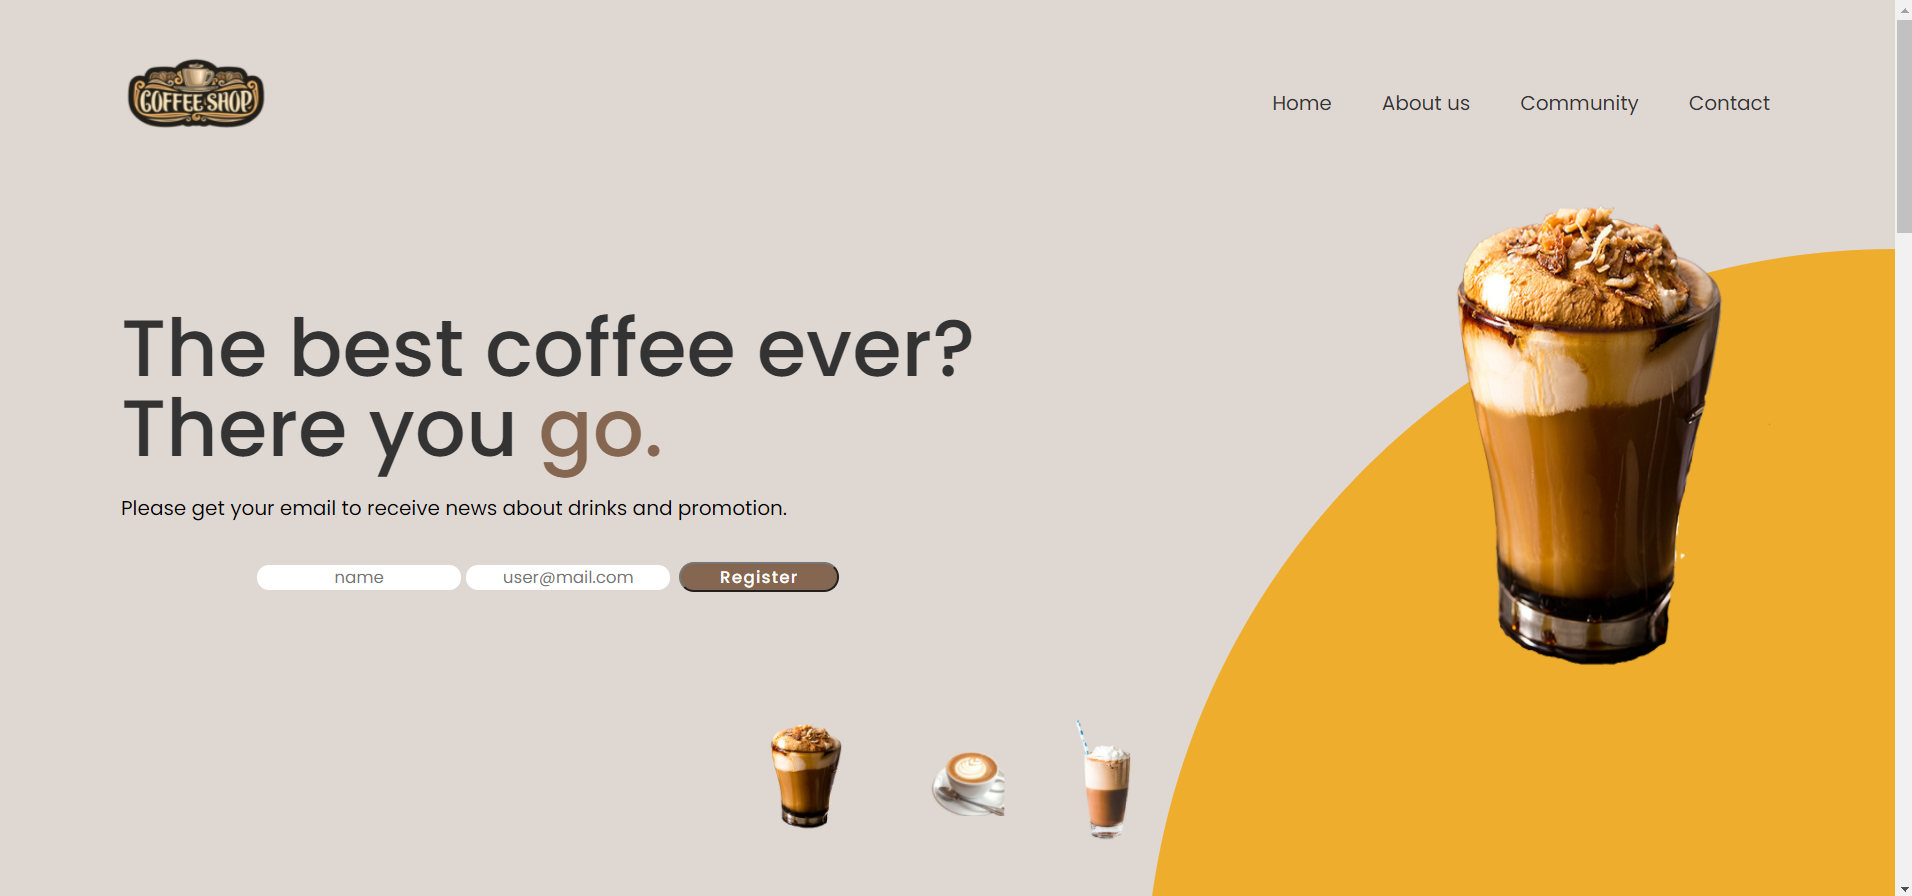 COFFEE SHOP
Home About us Community Contact
The best coffee ever?
There you go.
Please get your email to receive news about drinks and promotion.
name user@mail.com Register